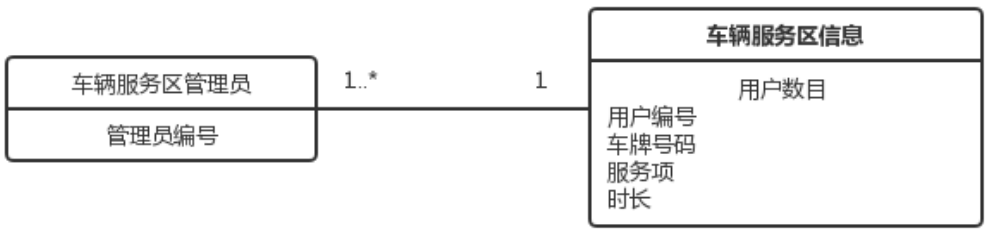 车辆服务区管理员
管理员编号
1..*
1
车辆服务区信息
用户数目
用户编号
车牌号码
服务项
时长